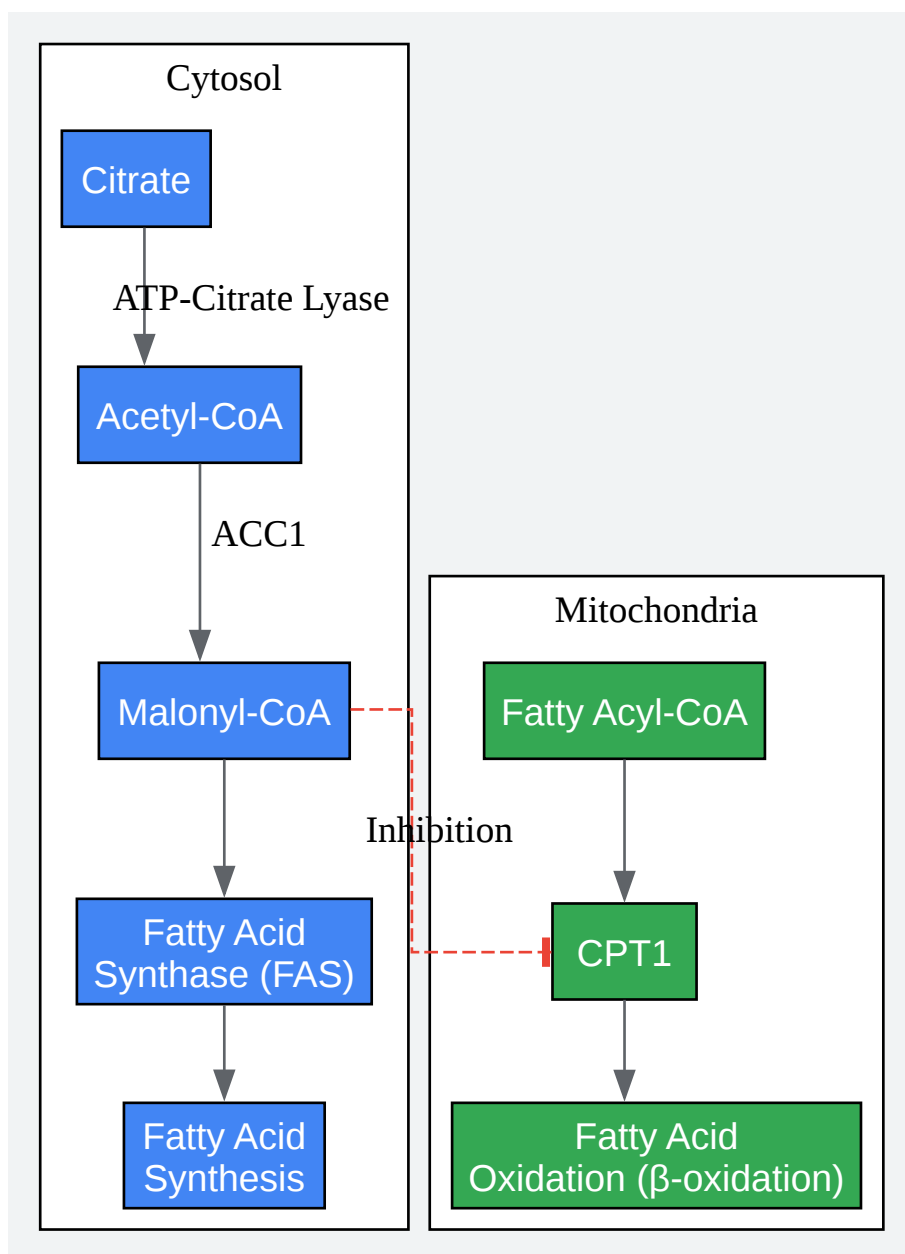 Cytosol
Citrate
ATP-Citrate Lyase
Acetyl-CoA
ACC1
Malonyl-CoA
Inhibition
Fatty Acid
Synthase (FAS)
Fatty Acid
Synthesis
Mitochondria
Fatty Acyl-CoA
CPT1
Fatty Acid
Oxidation (β-oxidation)